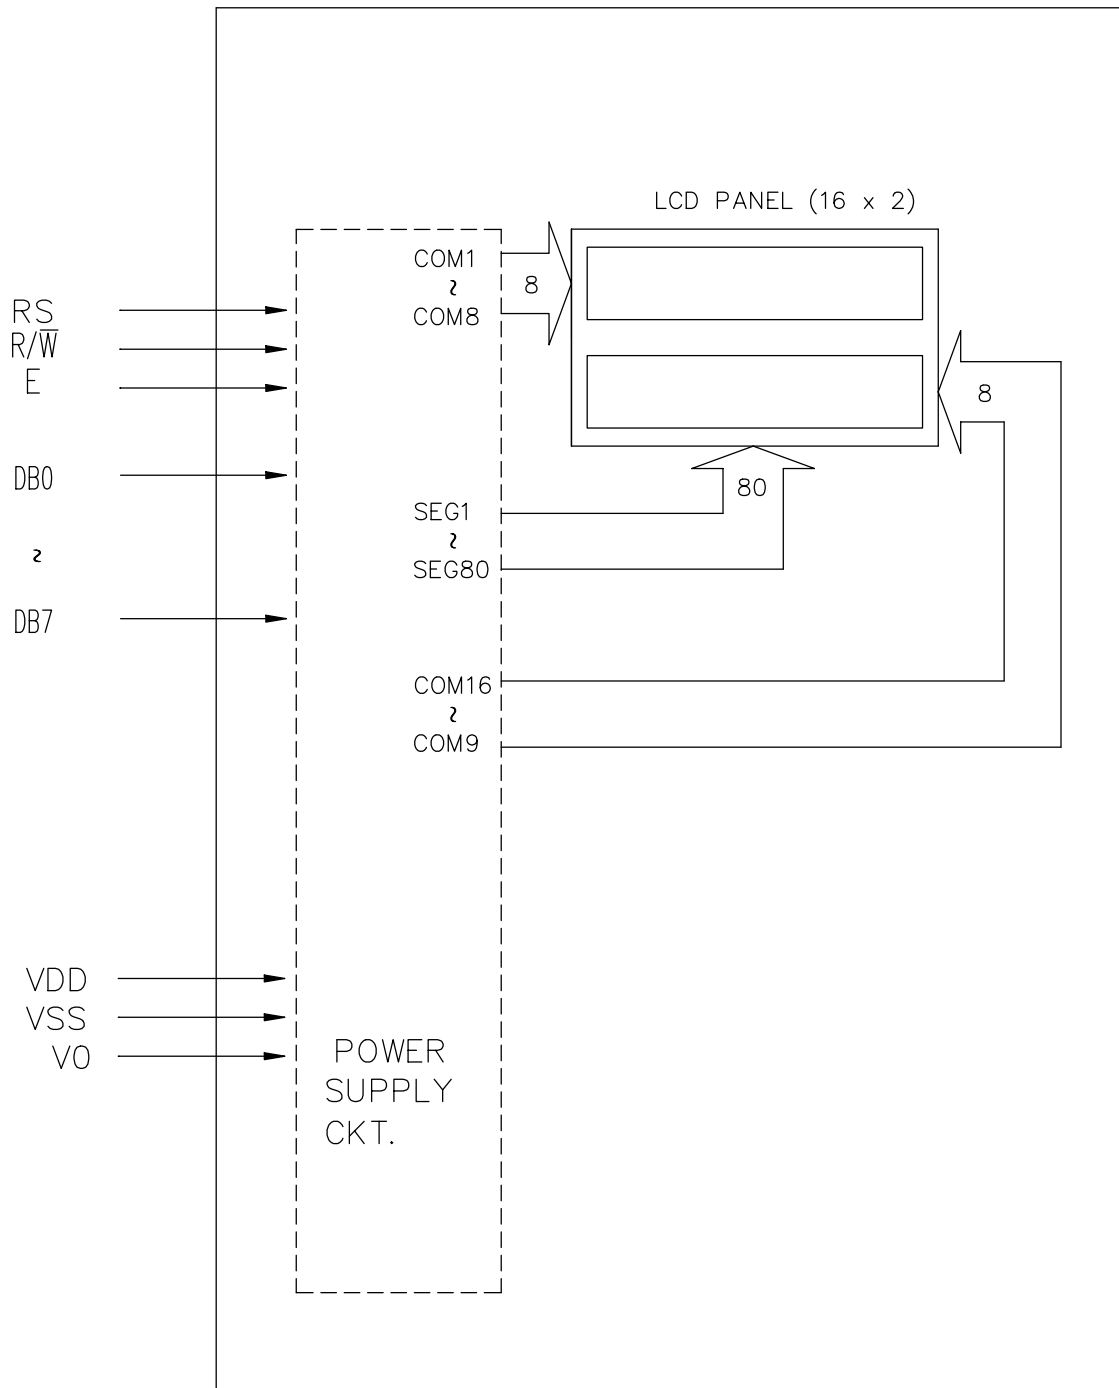 LCD PANEL (16 x 2)
COM1
~
COM8
8
RS
R/W̅
E
8
DB0
~
DB7
80
SEG1
~
SEG80
COM16
~
COM9
VDD
VSS
V0
POWER
SUPPLY
CKT.